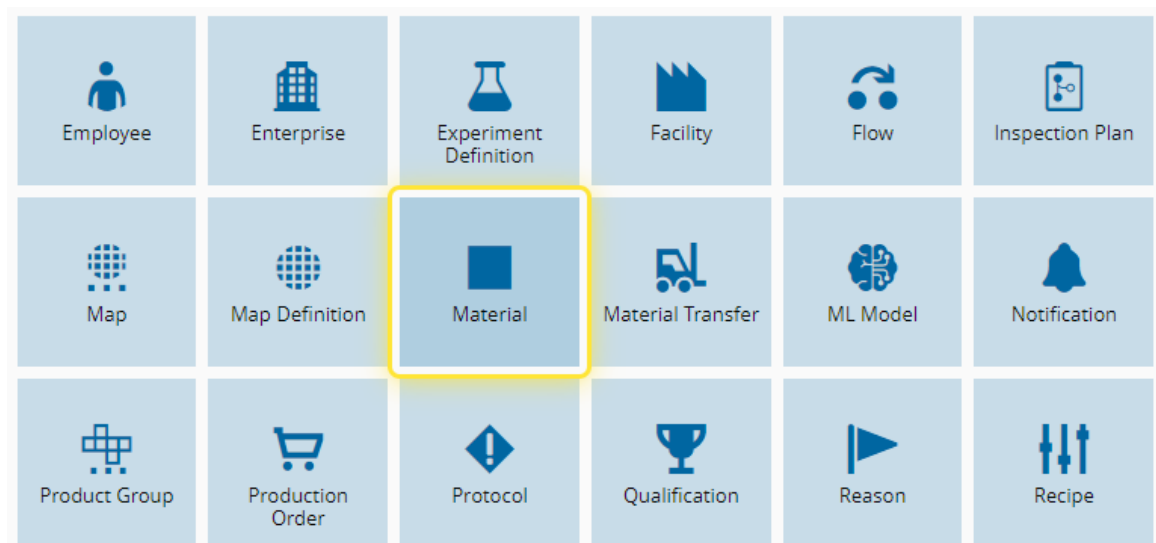 Employee
Enterprise
Experiment
Definition
Facility
Flow
Inspection Plan
Map
Map Definition
Material
Material Transfer
ML Model
Notification
Product Group
Production
Order
Protocol
Qualification
Reason
Recipe